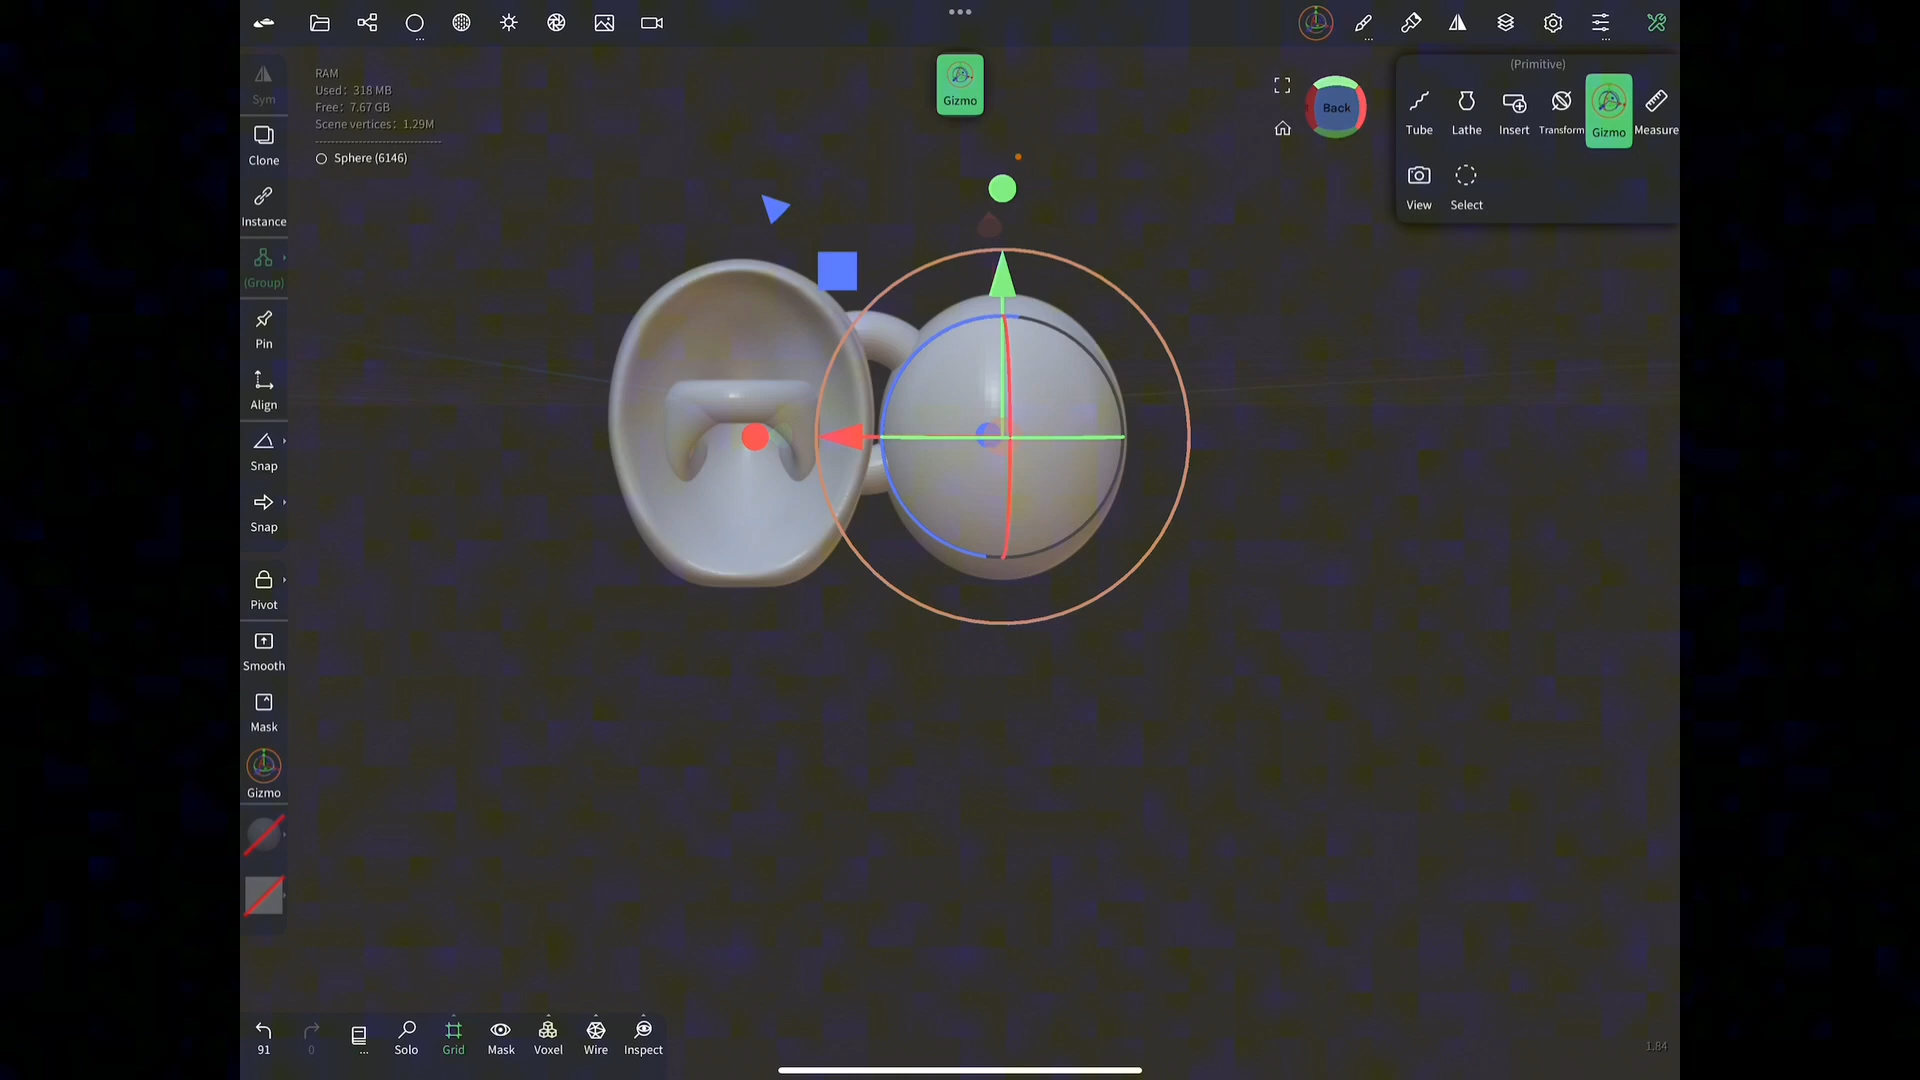 RAM
Used: 318 MB
Free: 7.67 GB
Scene vertices: 1.29M
Sphere (6146)
Gizmo
Back
(Primitive)
Tube
Lathe
Insert
Transform
Gizmo
Measure
View
Select
Sym
Clone
Instance
(Group)
Pin
Align
Snap
Snap
Pivot
Smooth
Mask
Gizmo
91
0
...
Solo
Grid
Mask
Voxel
Wire
Inspect
1.84